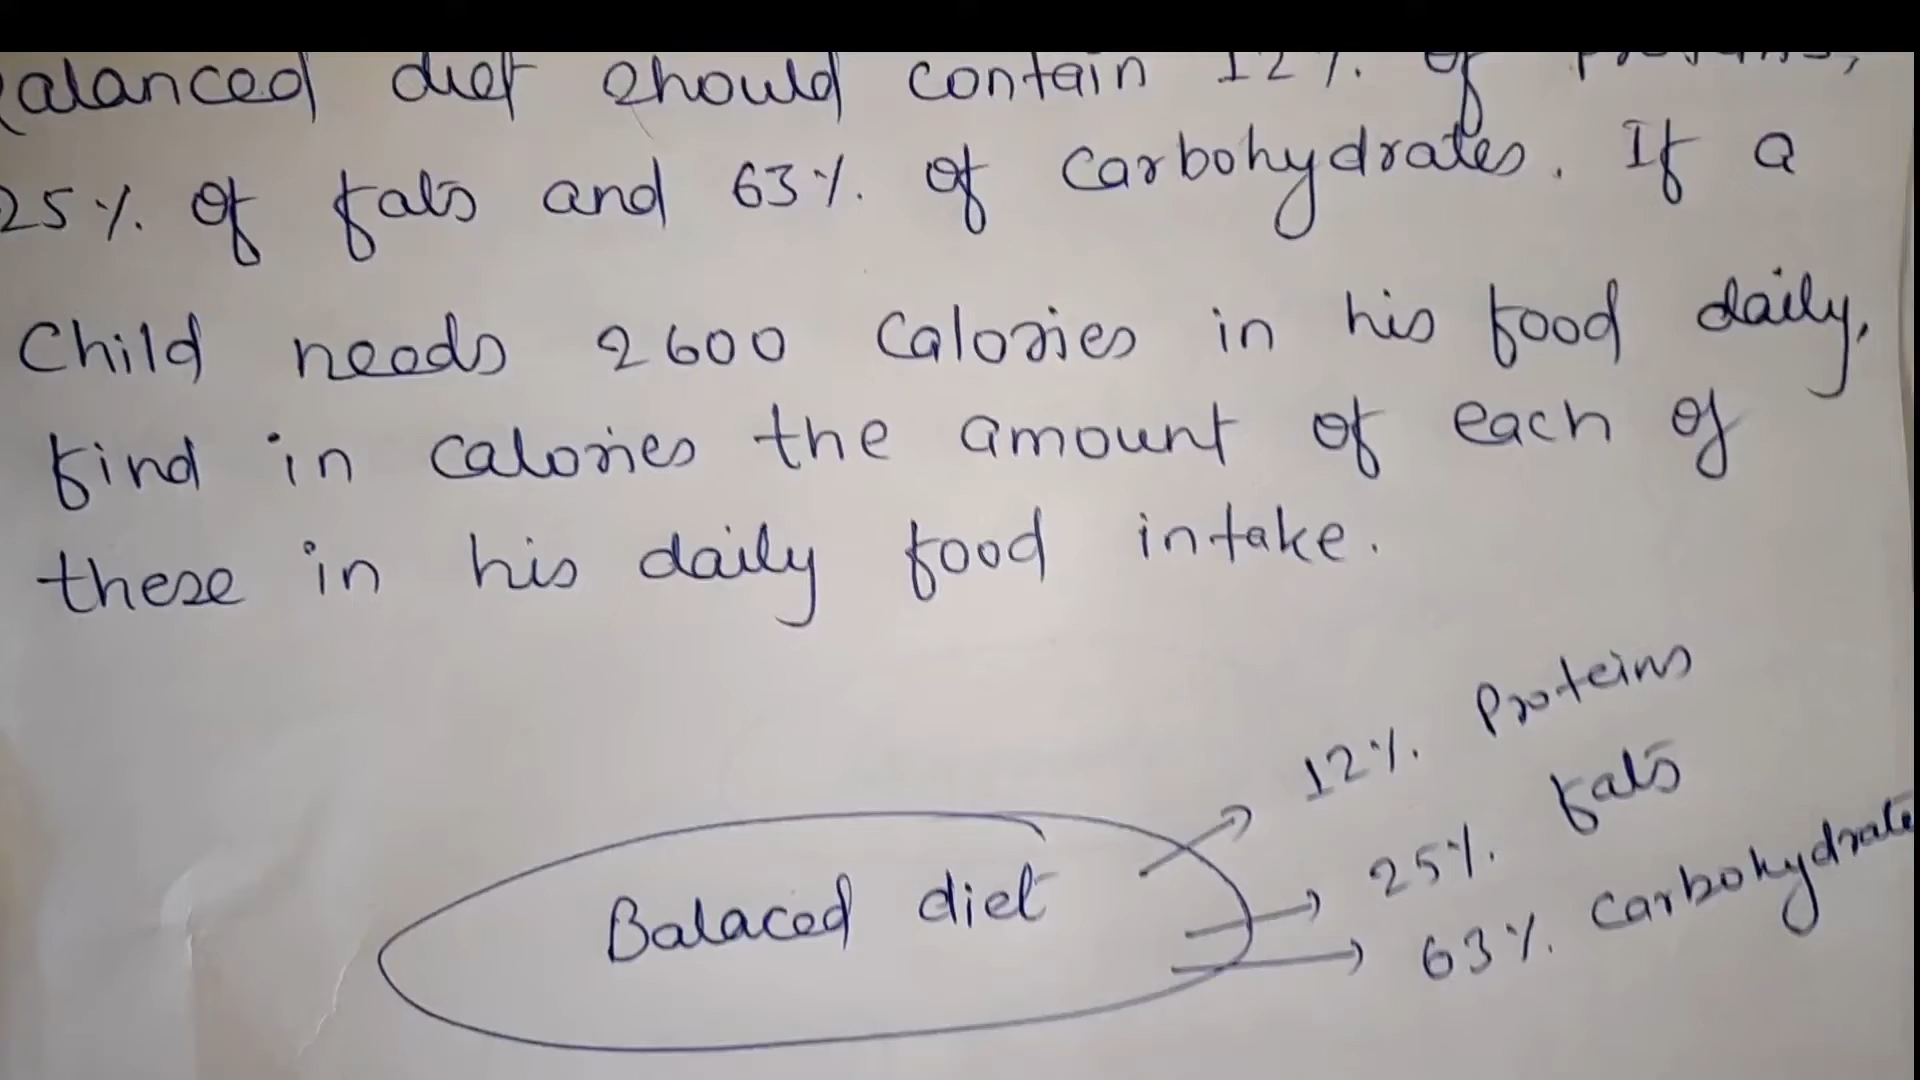 Balanced diet should contain 12% of proteins,
25% of fats and 63% of carbohydrates. If a
Child needs 2600 Calories in his food daily,
find in calories the amount of each of
these in his daily food intake.
12% Proteins
25% fats
63% Carbohydrate
Balaced diet